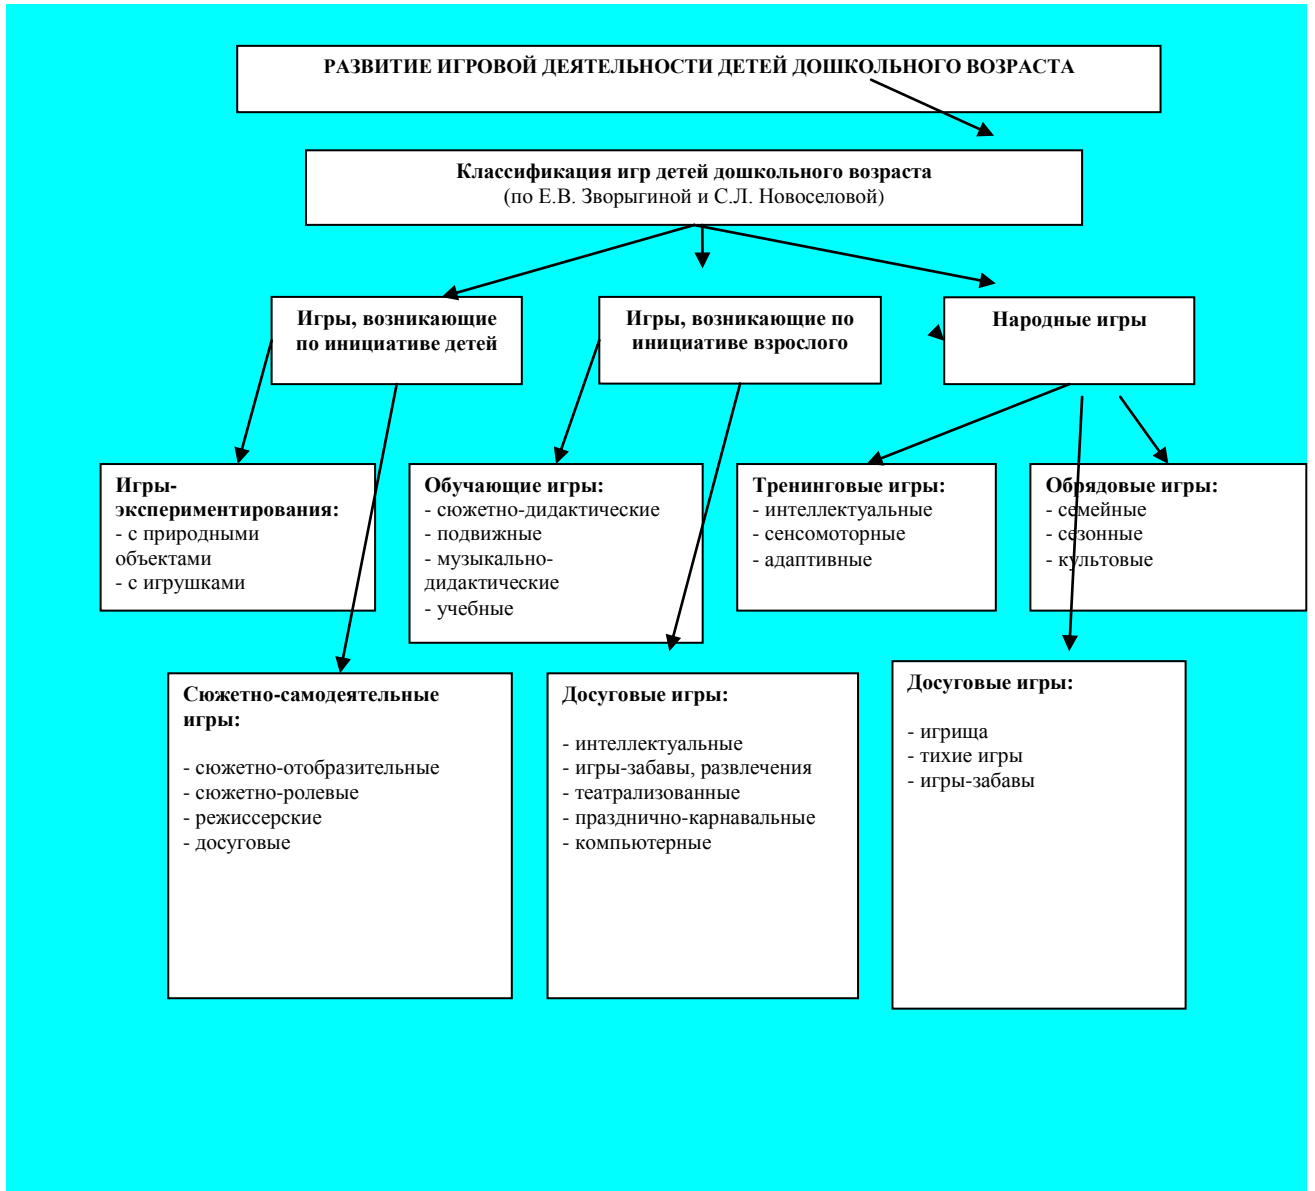 РАЗВИТИЕ ИГРОВОЙ ДЕЯТЕЛЬНОСТИ ДЕТЕЙ ДОШКОЛЬНОГО ВОЗРАСТА
Классификация игр детей дошкольного возраста
(по Е.В. Зворыгиной и С.Л. Новоселовой)
Игры, возникающие
по инициативе детей
Игры, возникающие по
инициативе взрослого
Народные игры
Игры-
экспериментирования:
- с природными
объектами
- с игрушками
Обучающие игры:
- сюжетно-дидактические
- подвижные
- музыкально-
дидактические
- учебные
Тренинговые игры:
- интеллектуальные
- сенсомоторные
- адаптивные
Обрядовые игры:
- семейные
- сезонные
- культовые
Сюжетно-самодеятельные
игры:
- сюжетно-отобразительные
- сюжетно-ролевые
- режиссерские
- досуговые
Досуговые игры:
- интеллектуальные
- игры-забавы, развлечения
- театрализованные
- празднично-карнавальные
- компьютерные
Досуговые игры:
- игрища
- тихие игры
- игры-забавы